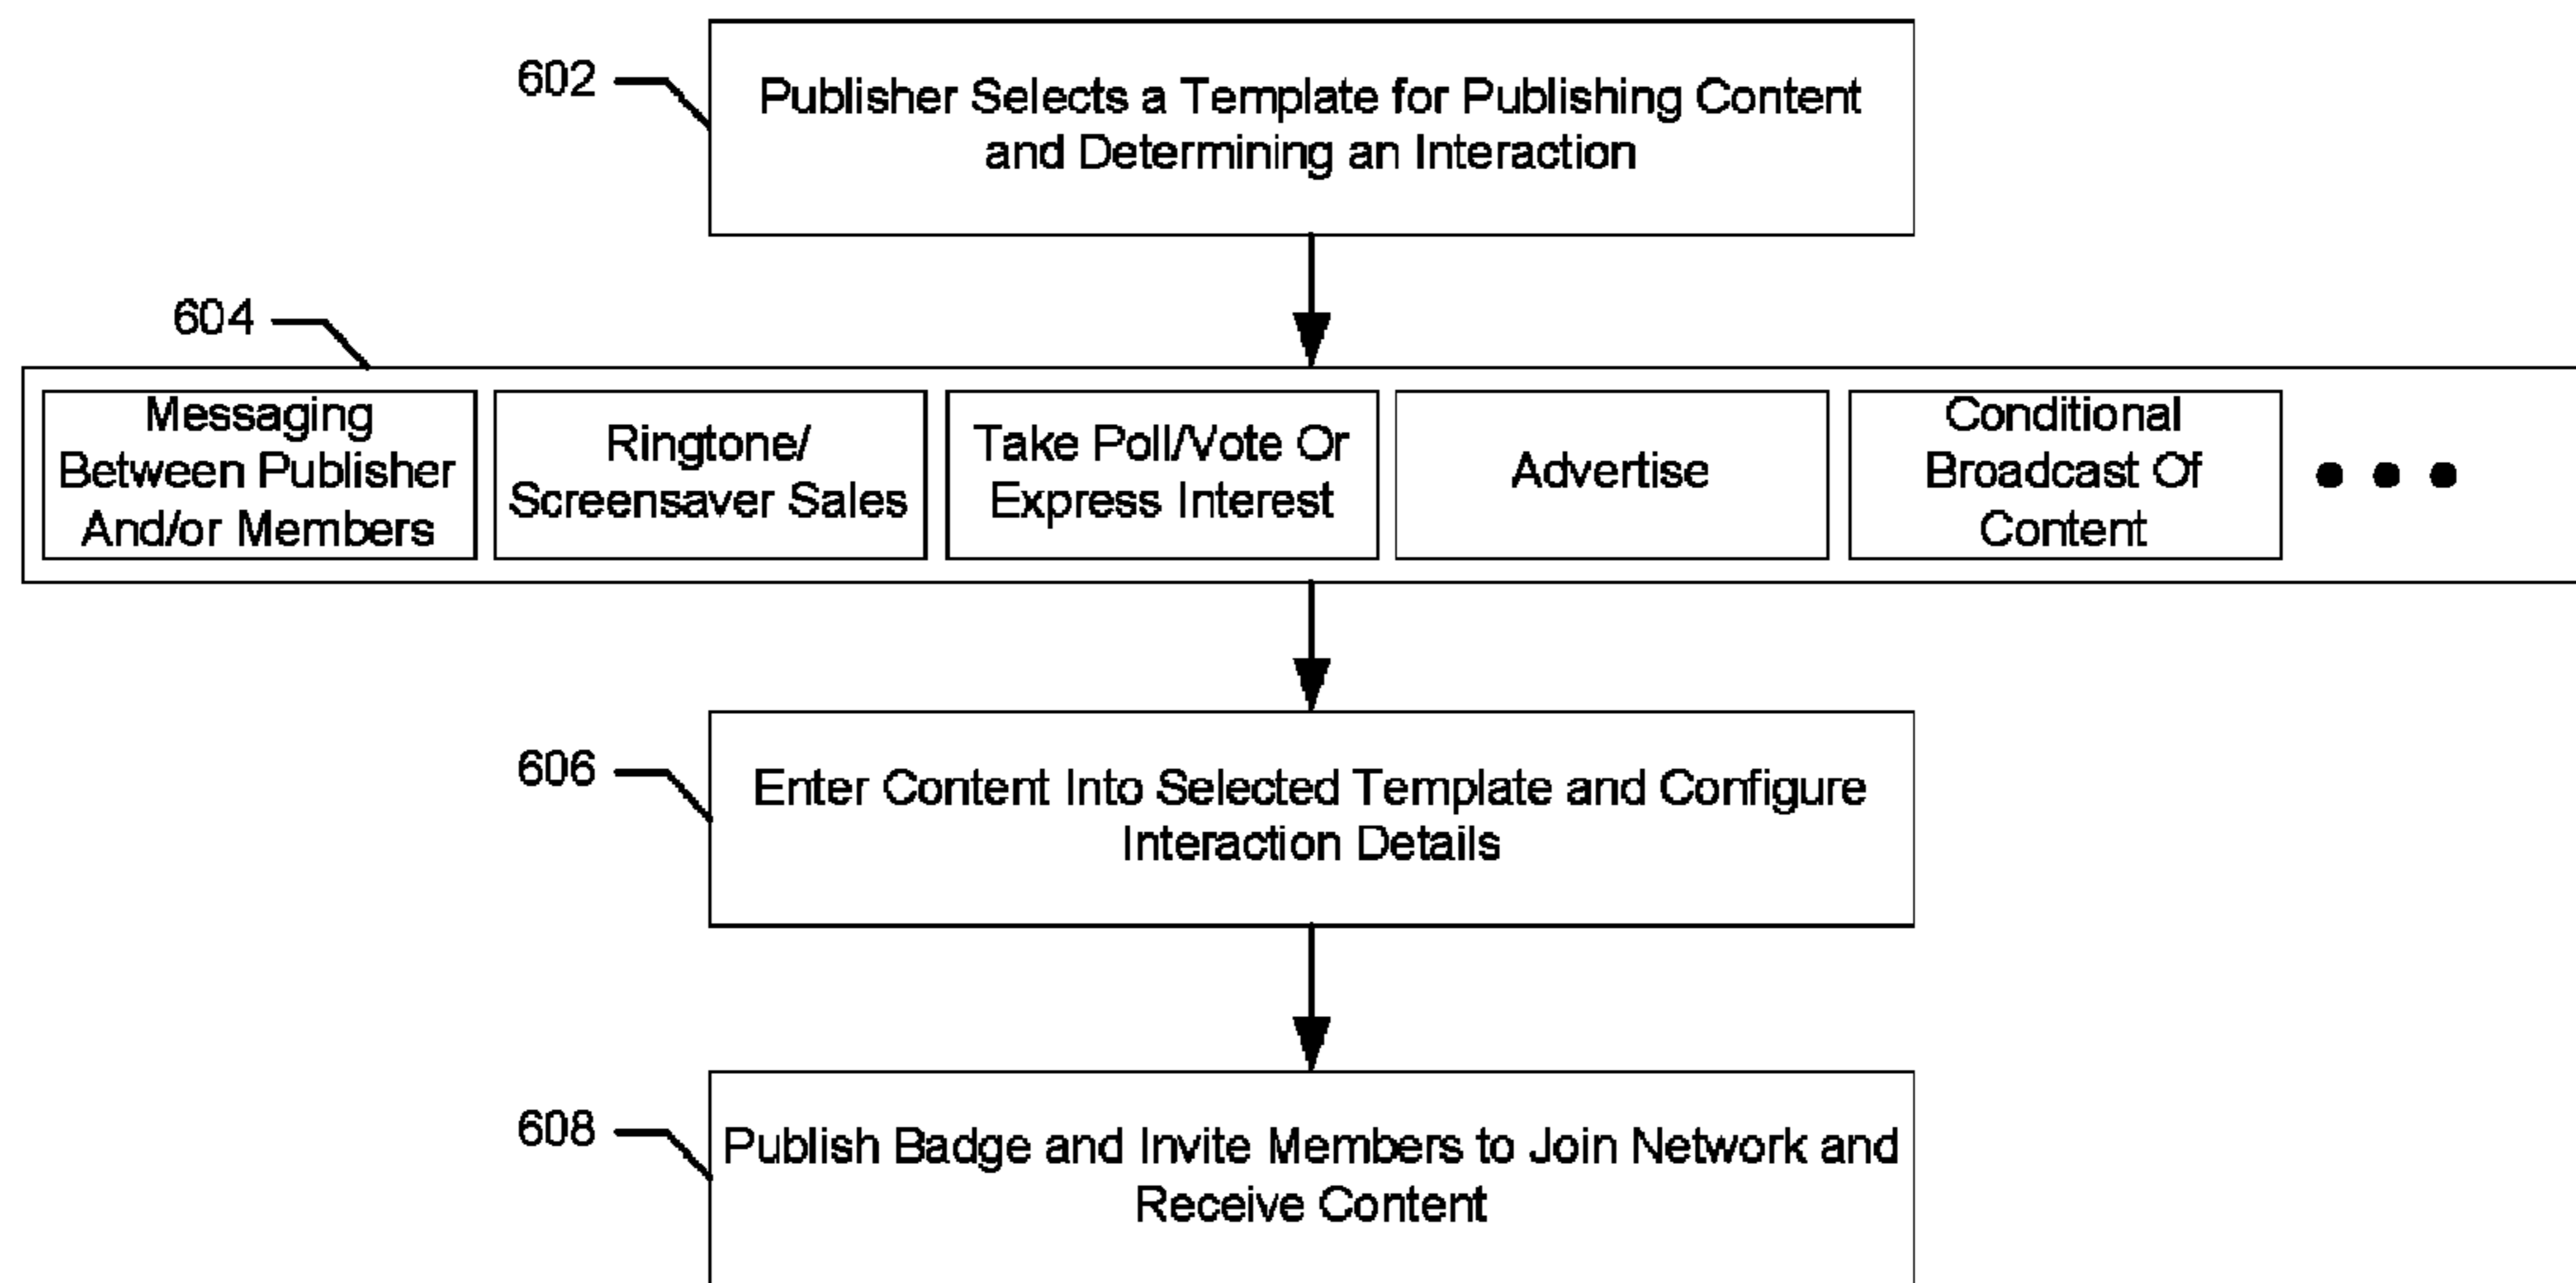 602
Publisher Selects a Template for Publishing Content
and Determining an Interaction
604
Messaging
Between Publisher
And/or Members
Ringtone/
Screensaver Sales
Take Poll/Vote Or
Express Interest
Advertise
Conditional
Broadcast Of
Content
606
Enter Content Into Selected Template and Configure
Interaction Details
608
Publish Badge and Invite Members to Join Network and
Receive Content